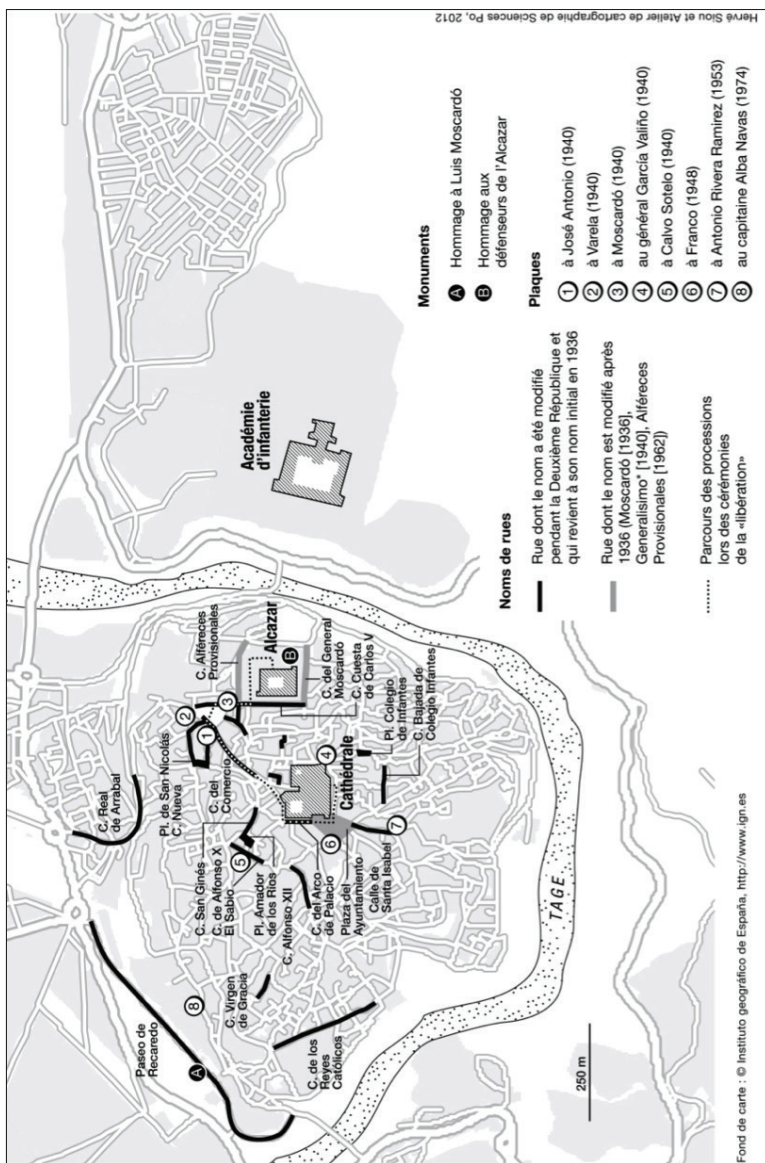 Hervé Siou et Atelier de cartographie de Sciences Po, 2012
Paseo de
Recaredo
C. Real
de Arrabal
C. Virgen
de Gracia
C. de los
Reyes
Católicos
C. San Ginés
C. de Alfonso X
El Sabio
Pl. Amador
de los Ríos
C. Alfonso XII
C. del Arco
de Palacio
Plaza del
Ayuntamiento
Calle de
Santa Isabel
Pl. de San Nicolás
C. Nueva
C. del
Comercio
C. Alféreces
Provisionales
Alcazar
C. del General
Moscardó
C. Cuesta
de Carlos V
Pl. Colegio
de Infantes
C. Bajada de
Colegio Infantes
Cathédrale
Académie
d'infanterie
TAGE
A
B
1
2
3
4
5
6
7
8
250 m
Noms de rues
Rue dont le nom a été modifié
pendant la Deuxième République et
qui revient à son nom initial en 1936
Rue dont le nom est modifié après
1936 (Moscardó [1936],
Generalisimo* [1940], Alféreces
Provisionales [1962])
Parcours des processions
lors des cérémonies
de la «libération»
Monuments
A Hommage à Luis Moscardó
B Hommage aux
défenseurs de l'Alcazar
Plaques
1 à José Antonio (1940)
2 à Varela (1940)
3 à Moscardó (1940)
4 au général García Valiño (1940)
5 à Calvo Sotelo (1940)
6 à Franco (1948)
7 à Antonio Rivera Ramirez (1953)
8 au capitaine Alba Navas (1974)
Fond de carte : © Instituto geográfico de España, http://www.ign.es